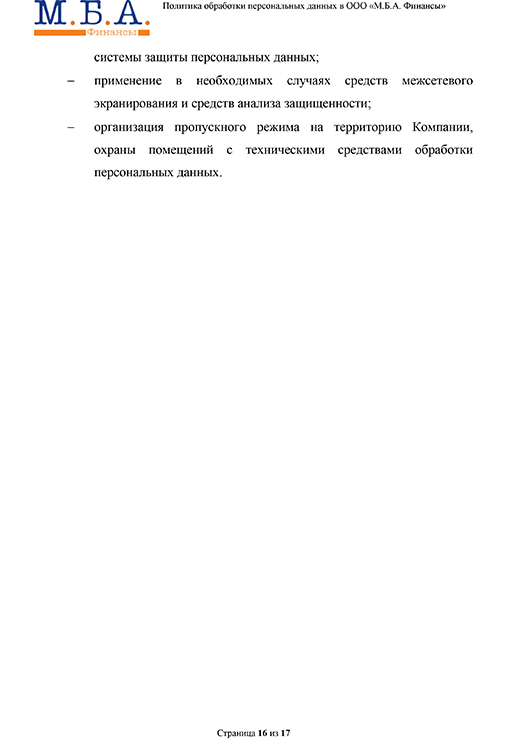 Политика обработки персональных данных в ООО «М.Б.А. Финансы»
М.Б.А.
Финансы
системы защиты персональных данных;
– применение в необходимых случаях средств межсетевого
экранирования и средств анализа защищенности;
– организация пропускного режима на территорию Компании,
охраны помещений с техническими средствами обработки
персональных данных.
Страница 16 из 17